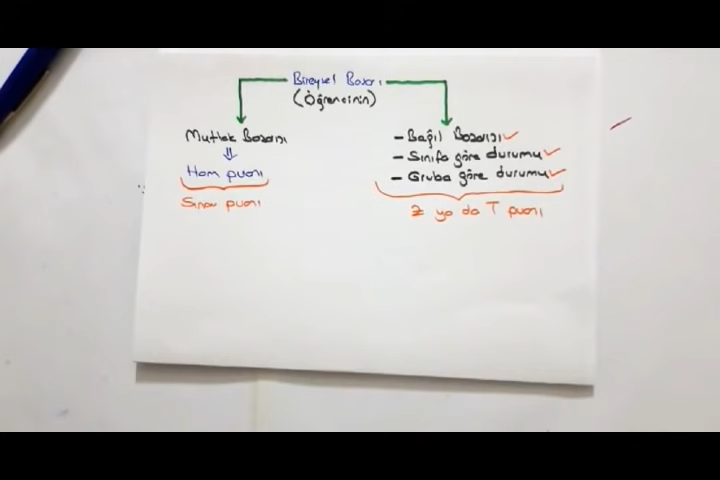 Bireysel Başarı
(Öğrencinin)
Mutlak Başarısı
⇓
Ham puanı
Sınav puanı
- Bağıl Başarısı ✓
- Sınıfa göre durumu ✓
- Gruba göre durumu ✓
Z ya da T puanı